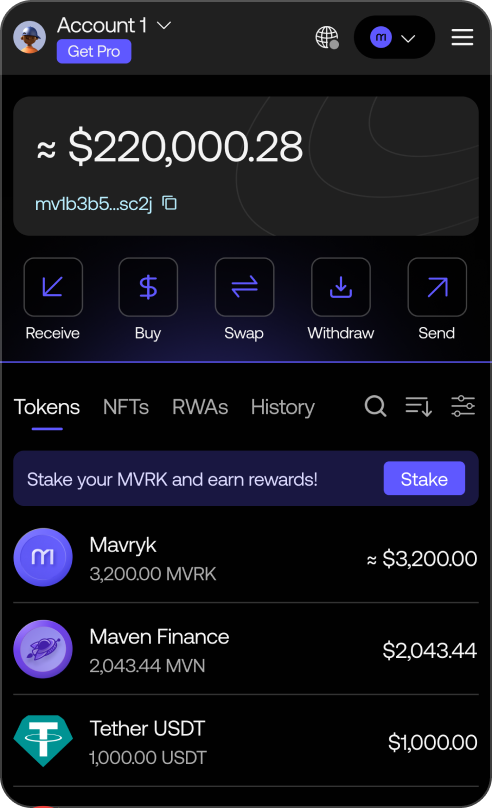 Account 1
Get Pro
≈ $220,000.28
mv1b3b5...sc2j
Receive Buy Swap Withdraw Send
Tokens NFTs RWAs History
Stake your MVRK and earn rewards! Stake
Mavryk
≈ $3,200.00
3,200.00 MVRK
Maven Finance
$2,043.44
2,043.44 MVN
Tether USDT
$1,000.00
1,000.00 USDT